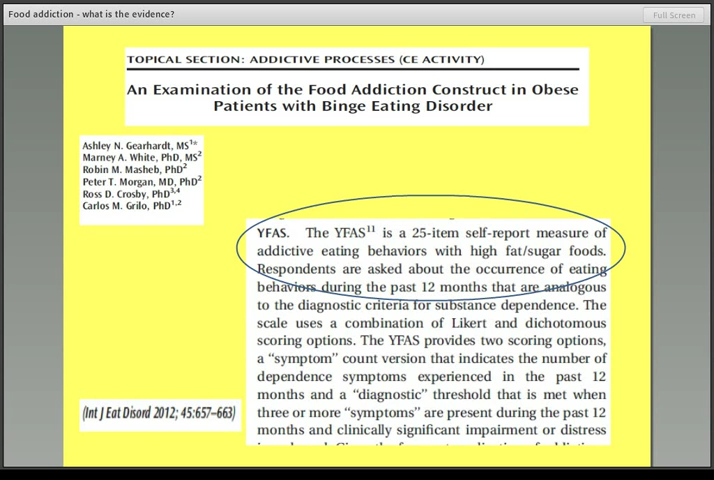 Food addiction - what is the evidence?
Full Screen
TOPICAL SECTION: ADDICTIVE PROCESSES (CE ACTIVITY)
An Examination of the Food Addiction Construct in Obese
Patients with Binge Eating Disorder
Ashley N. Gearhardt, MS1*
Marney A. White, PhD, MS2
Robin M. Masheb, PhD2
Peter T. Morgan, MD, PhD2
Ross D. Crosby, PhD3,4
Carlos M. Grilo, PhD1,2
YFAS. The YFAS11 is a 25-item self-report measure of
addictive eating behaviors with high fat/sugar foods.
Respondents are asked about the occurrence of eating
behaviors during the past 12 months that are analogous
to the diagnostic criteria for substance dependence. The
scale uses a combination of Likert and dichotomous
scoring options. The YFAS provides two scoring options,
a “symptom” count version that indicates the number of
dependence symptoms experienced in the past 12
months and a “diagnostic” threshold that is met when
three or more “symptoms” are present during the past 12
months and clinically significant impairment or distress
(Int J Eat Disord 2012; 45:657–663)